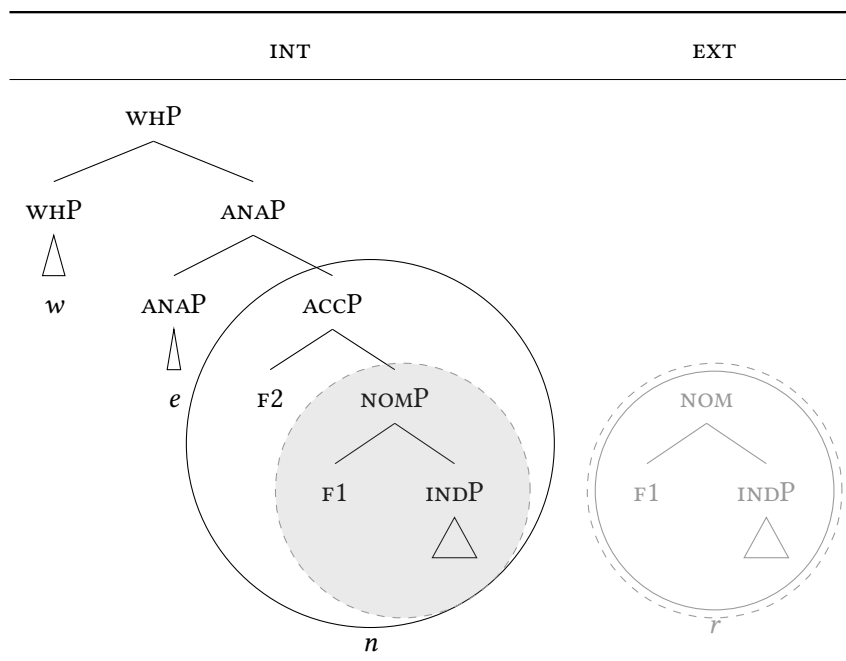 INT EXT
WHP
WHP ANAP
w ANAP ACCP
e F2 NOMP NOM
F1 INDP F1 INDP
n r